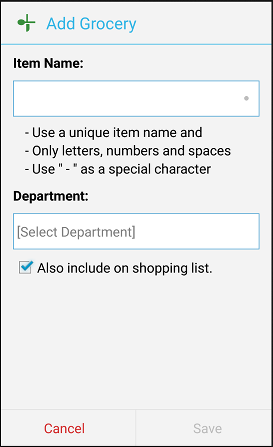 Add Grocery
Item Name:
- Use a unique item name and
- Only letters, numbers and spaces
- Use " - " as a special character
Department:
[Select Department]
Also include on shopping list.
Cancel Save